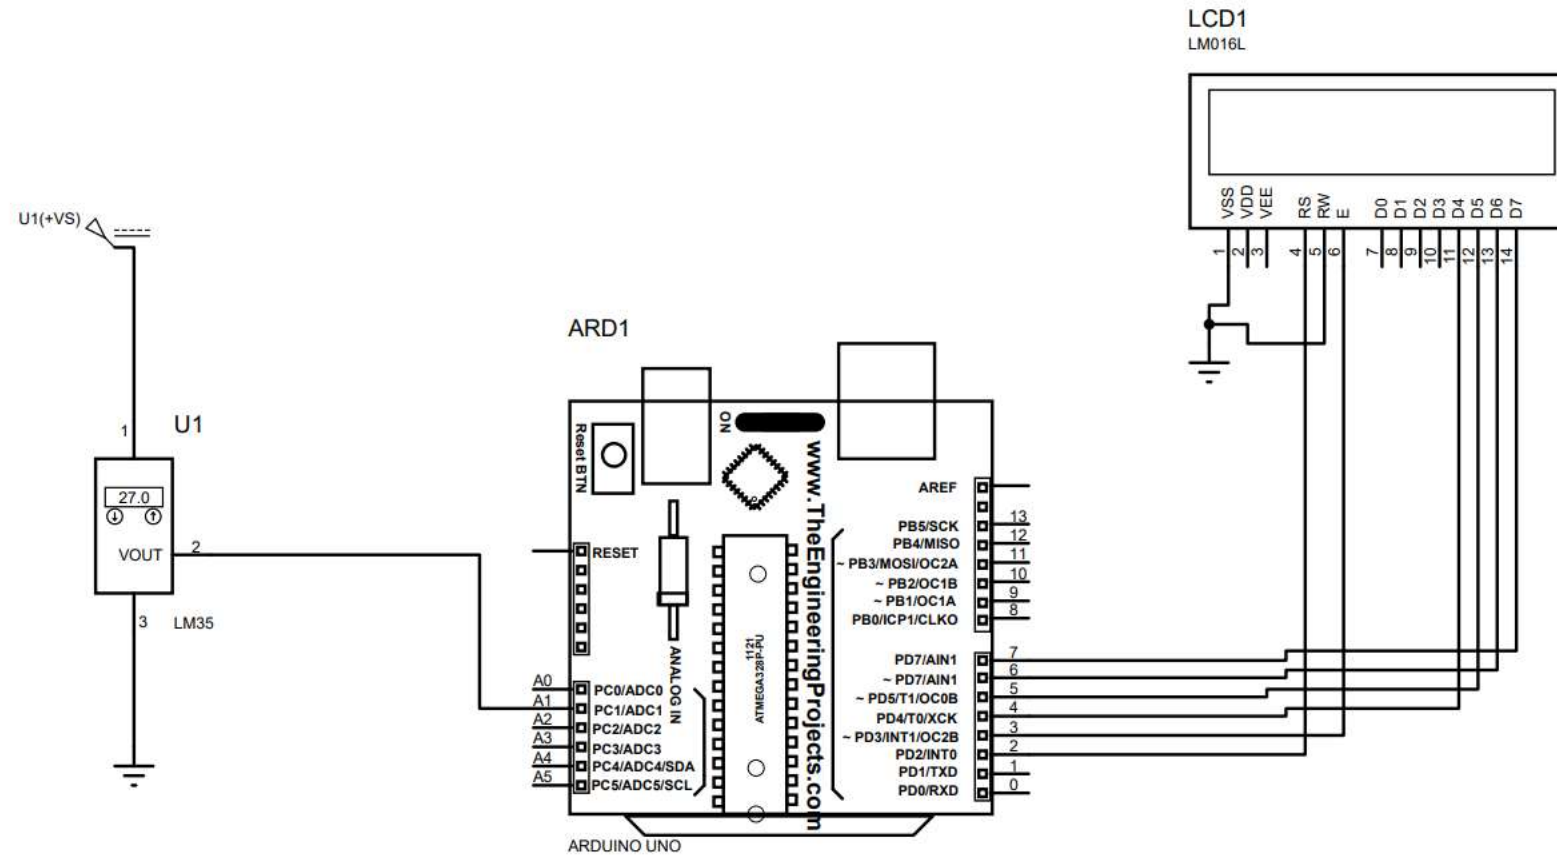 LCD1
LM016L
VSS
VDD
VEE
RS
RW
E
D0
D1
D2
D3
D4
D5
D6
D7
1
2
3
4
5
6
7
8
9
10
11
12
13
14
U1(+VS)
1
U1
27.0
VOUT
2
3
LM35
ARD1
Reset BTN
ON
www.TheEngineeringProjects.com
RESET
ANALOG IN
1121
ATMEGA328P-PU
A0 PC0/ADC0
A1 PC1/ADC1
A2 PC2/ADC2
A3 PC3/ADC3
A4 PC4/ADC4/SDA
A5 PC5/ADC5/SCL
AREF
PB5/SCK 13
PB4/MISO 12
~ PB3/MOSI/OC2A 11
~ PB2/OC1B 10
~ PB1/OC1A 9
PB0/ICP1/CLKO 8
PD7/AIN1 7
~ PD7/AIN1 6
~ PD5/T1/OC0B 5
PD4/T0/XCK 4
~ PD3/INT1/OC2B 3
PD2/INT0 2
PD1/TXD 1
PD0/RXD 0
ARDUINO UNO